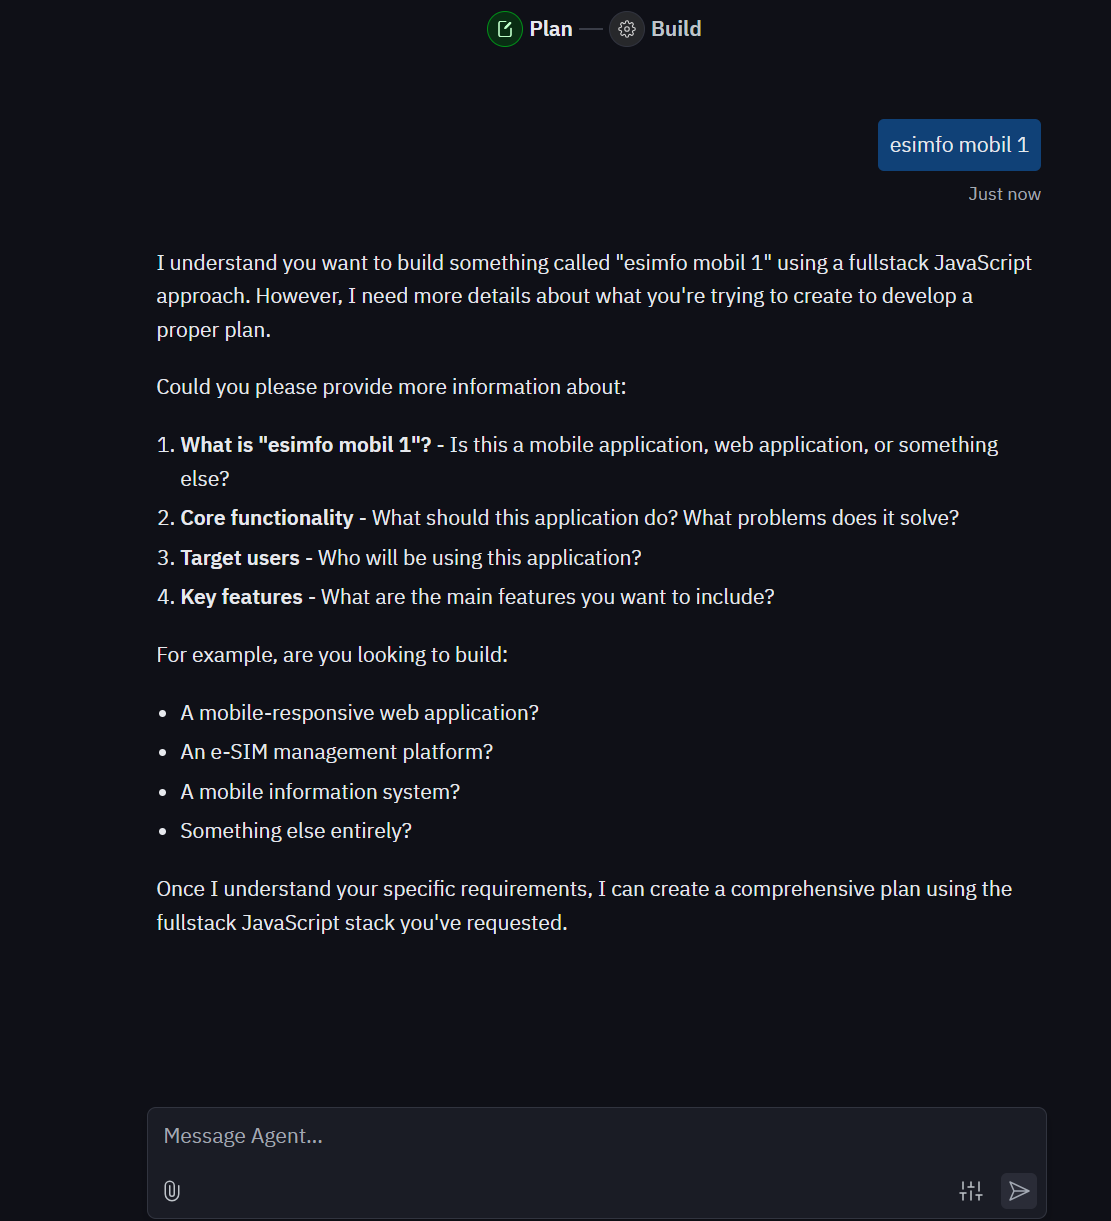 Plan
Build
esimfo mobil 1
Just now
I understand you want to build something called "esimfo mobil 1" using a fullstack JavaScript
approach. However, I need more details about what you're trying to create to develop a
proper plan.
Could you please provide more information about:
1. What is "esimfo mobil 1"? - Is this a mobile application, web application, or something
else?
2. Core functionality - What should this application do? What problems does it solve?
3. Target users - Who will be using this application?
4. Key features - What are the main features you want to include?
For example, are you looking to build:
• A mobile-responsive web application?
• An e-SIM management platform?
• A mobile information system?
• Something else entirely?
Once I understand your specific requirements, I can create a comprehensive plan using the
fullstack JavaScript stack you've requested.
Message Agent...